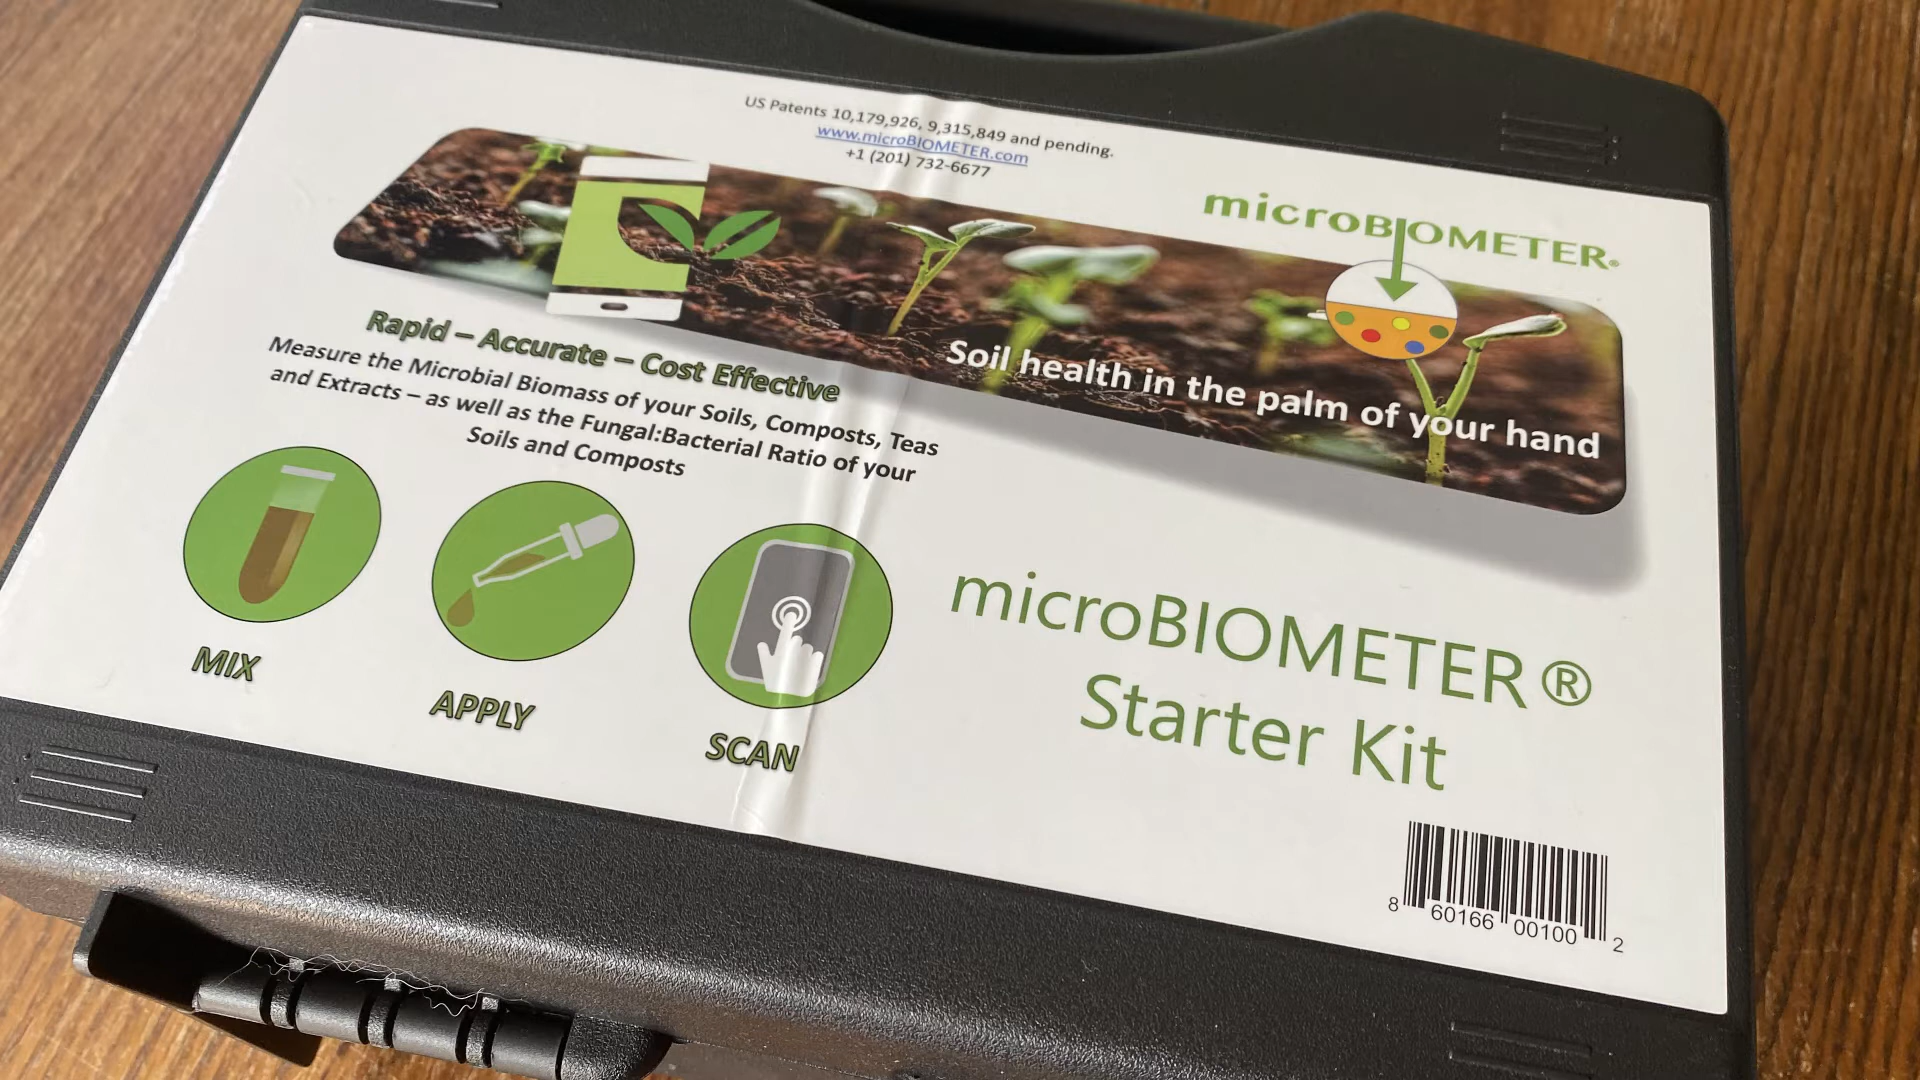 US Patents 10,179,926, 9,315,849 and pending.
www.microBIOMETER.com
+1 (201) 732-6677
microBIOMETER®
Soil health in the palm of your hand
Rapid – Accurate – Cost Effective
Measure the Microbial Biomass of your Soils, Composts, Teas
and Extracts – as well as the Fungal:Bacterial Ratio of your
Soils and Composts
MIX
APPLY
SCAN
microBIOMETER®
Starter Kit
8 60166 00100 2